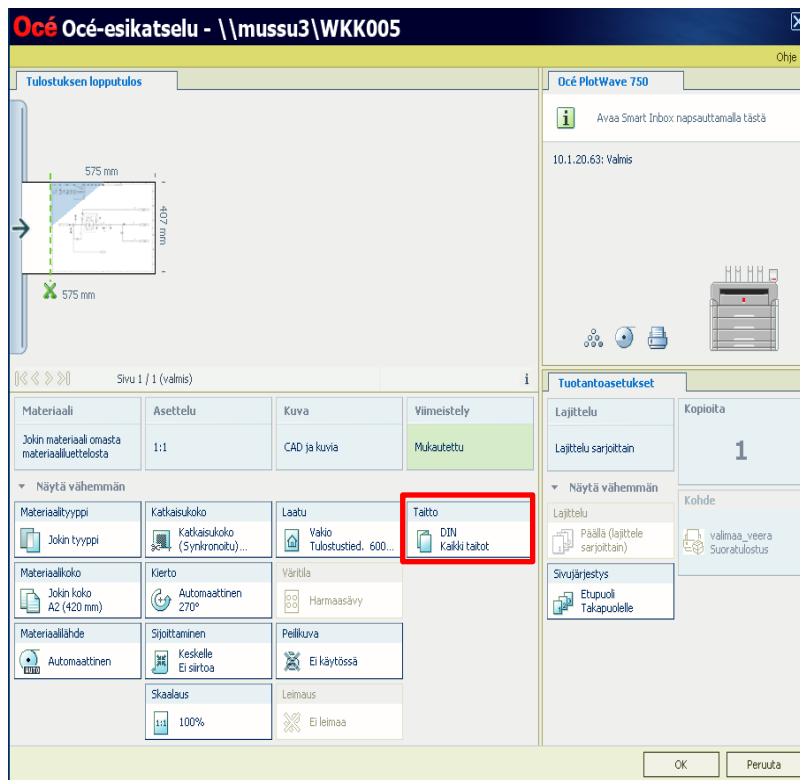 Océ Océ-esikatselu - \\mussu3\WKK005
Ohje
Tulostuksen lopputulos
575 mm
407 mm
575 mm
Sivu 1 / 1 (valmis)
i
Océ PlotWave 750
i
Avaa Smart Inbox napsauttamalla tästä
10.1.20.63: Valmis
Materiaali
Jokin materiaali omasta
materiaaliluettelosta
Asettelu
1:1
Kuva
CAD ja kuvia
Viimeistely
Mukautettu
Näytä vähemmän
Materiaalityyppi
Jokin tyyppi
Katkaisukoko
Katkaisukoko
(Synkronoitu)...
Laatu
Vakio
Tulostustied. 600...
Taitto
DIN
Kaikki taitot
Materiaalikoko
Jokin koko
A2 (420 mm)
Kierto
Automaattinen
270°
Väritila
Harmaasävy
Materiaalilähde
Automaattinen
Sijoittaminen
Keskelle
Ei siirtoa
Peilikuva
Ei käytössä
Skaalaus
1:1
100%
Leimaus
Ei leimaa
Tuotantoasetukset
Lajittelu
Lajittelu sarjoittain
Kopioita
1
Näytä vähemmän
Lajittelu
Päällä (lajittele
sarjoittain)
Kohde
valimaa_veera
Suoratulostus
Sivujärjestys
Etupuoli
Takapuolelle
OK
Peruuta